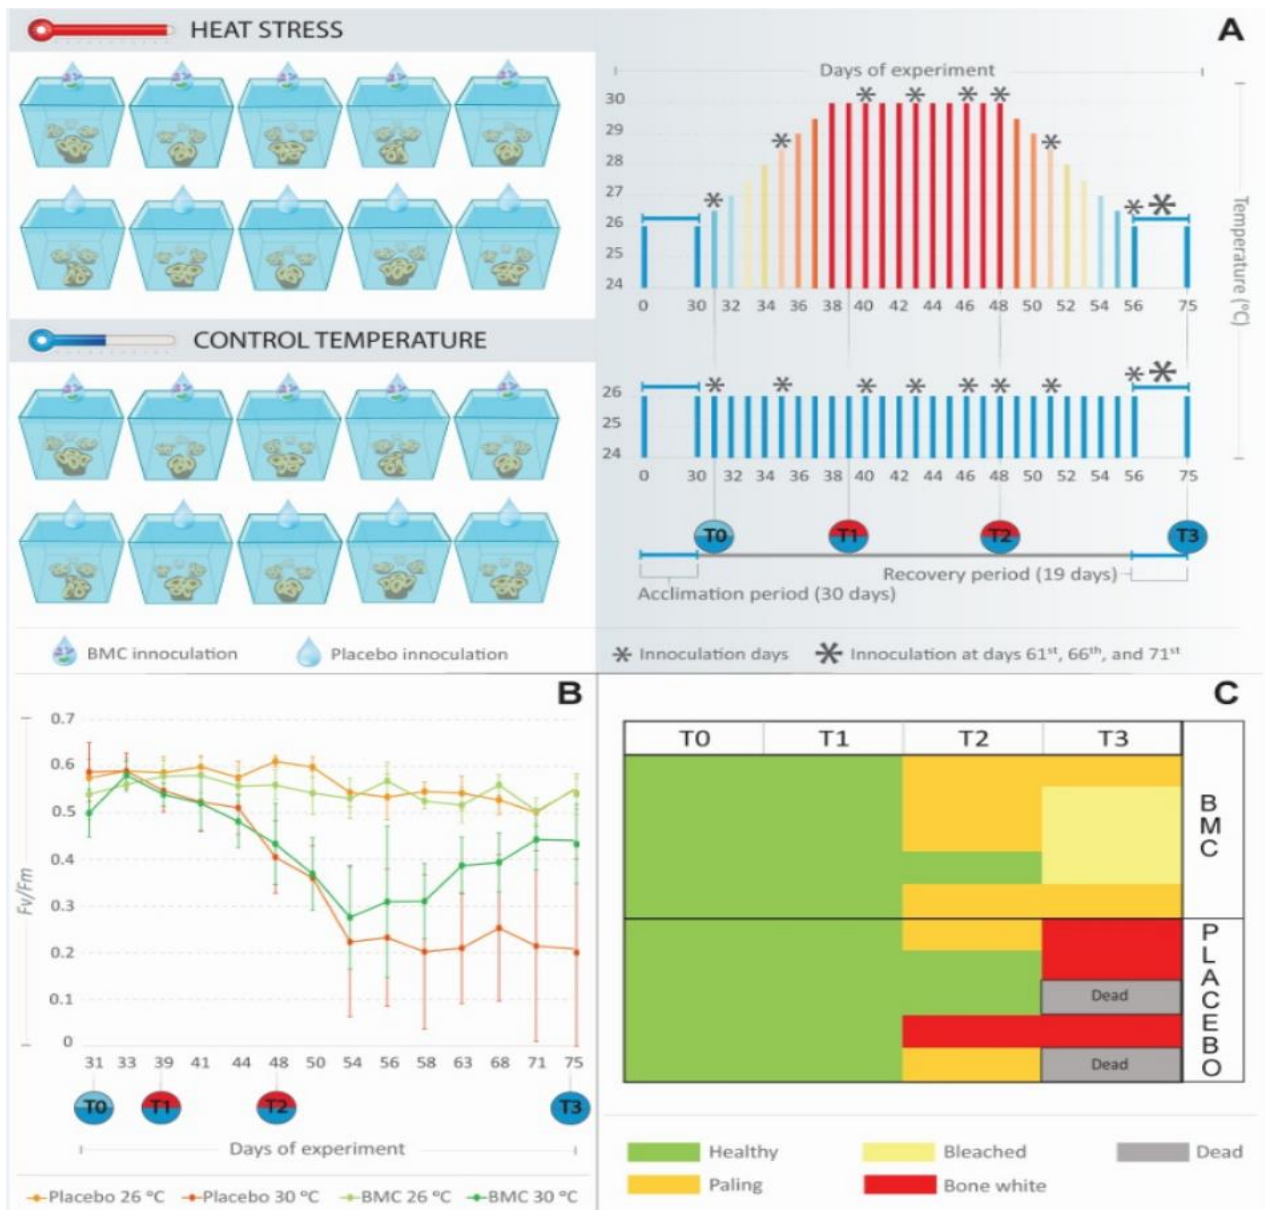 HEAT STRESS
A
Days of experiment
30
29
28
27
26
25
24
0 30 32 34 36 38 40 42 44 46 48 50 52 54 56 75
Temperature (°C)
CONTROL TEMPERATURE
26
25
24
0 30 32 34 36 38 40 42 44 46 48 50 52 54 56 75
T0 T1 T2 T3
Recovery period (19 days)
Acclimation period (30 days)
BMC innoculation
Placebo innoculation
Innoculation days
Innoculation at days 61st, 66th, and 71st
B
0.7
0.6
0.5
0.4
0.3
0.2
0.1
0
Fv/Fm
31 33 39 41 44 48 50 54 56 58 63 68 71 75
T0 T1 T2 T3
Days of experiment
Placebo 26 ºC Placebo 30 ºC BMC 26 ºC BMC 30 ºC
C
T0 T1 T2 T3
BMC
PLACEBO
Dead
Dead
Healthy Bleached Dead
Paling Bone white